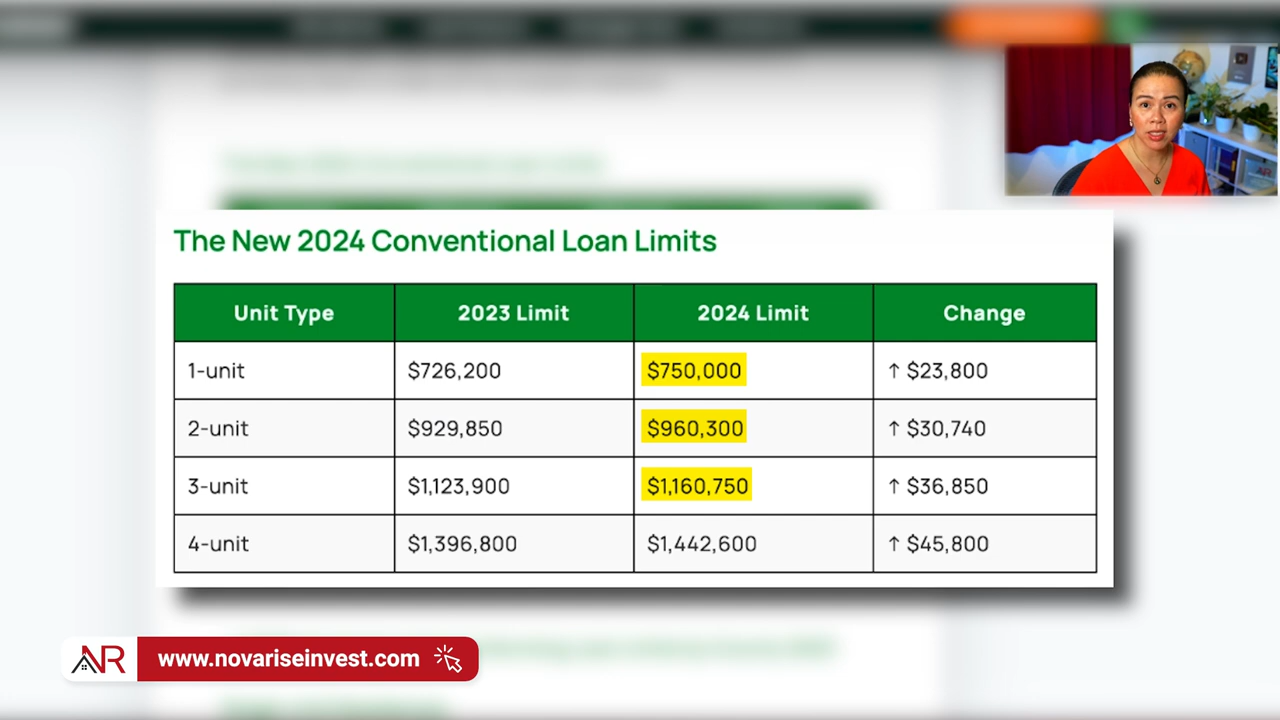 The New 2024 Conventional Loan Limits
Unit Type 2023 Limit 2024 Limit Change
1-unit $726,200 $750,000 ↑ $23,800
2-unit $929,850 $960,300 ↑ $30,740
3-unit $1,123,900 $1,160,750 ↑ $36,850
4-unit $1,396,800 $1,442,600 ↑ $45,800
NR www.novariseinvest.com